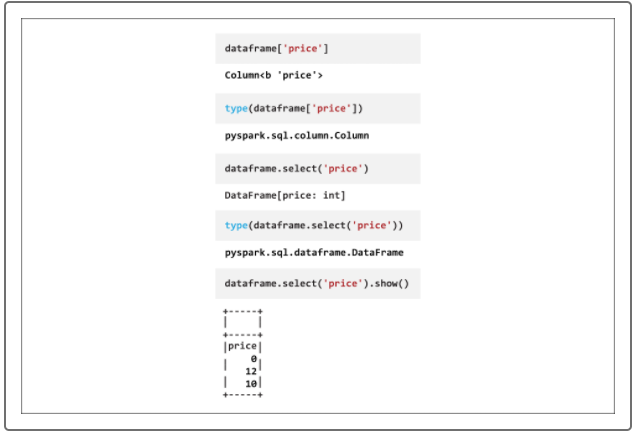 dataframe['price']
Column<b 'price'>
type(dataframe['price'])
pyspark.sql.column.Column
dataframe.select('price')
DataFrame[price: int]
type(dataframe.select('price'))
pyspark.sql.dataframe.DataFrame
dataframe.select('price').show()
+-----+
|     |
+-----+
|price|
|    0|
|   12|
|   10|
+-----+